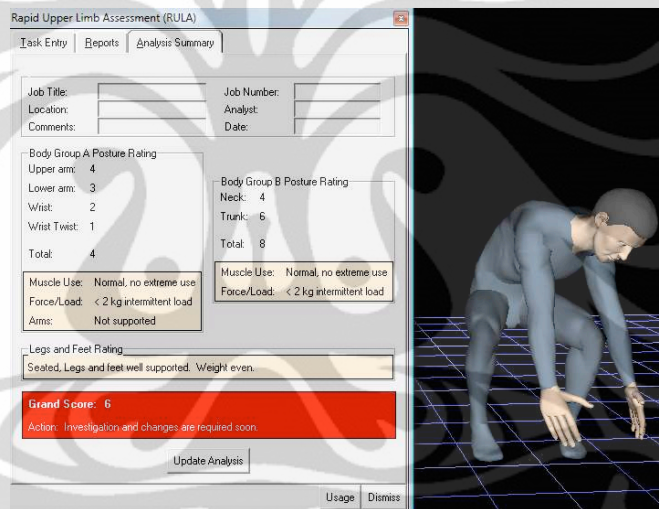 Rapid Upper Limb Assessment (RULA)
Task Entry Reports Analysis Summary
Job Title: Job Number:
Location: Analyst:
Comments: Date:
Body Group A Posture Rating
Upper arm: 4
Lower arm: 3
Wrist: 2
Wrist Twist: 1
Total: 4
Muscle Use: Normal, no extreme use
Force/Load: < 2 kg intermittent load
Arms: Not supported
Body Group B Posture Rating
Neck: 4
Trunk: 6
Total: 8
Muscle Use: Normal, no extreme use
Force/Load: < 2 kg intermittent load
Legs and Feet Rating
Seated, Legs and feet well supported. Weight even.
Grand Score: 6
Action: Investigation and changes are required soon.
Update Analysis
Usage Dismiss